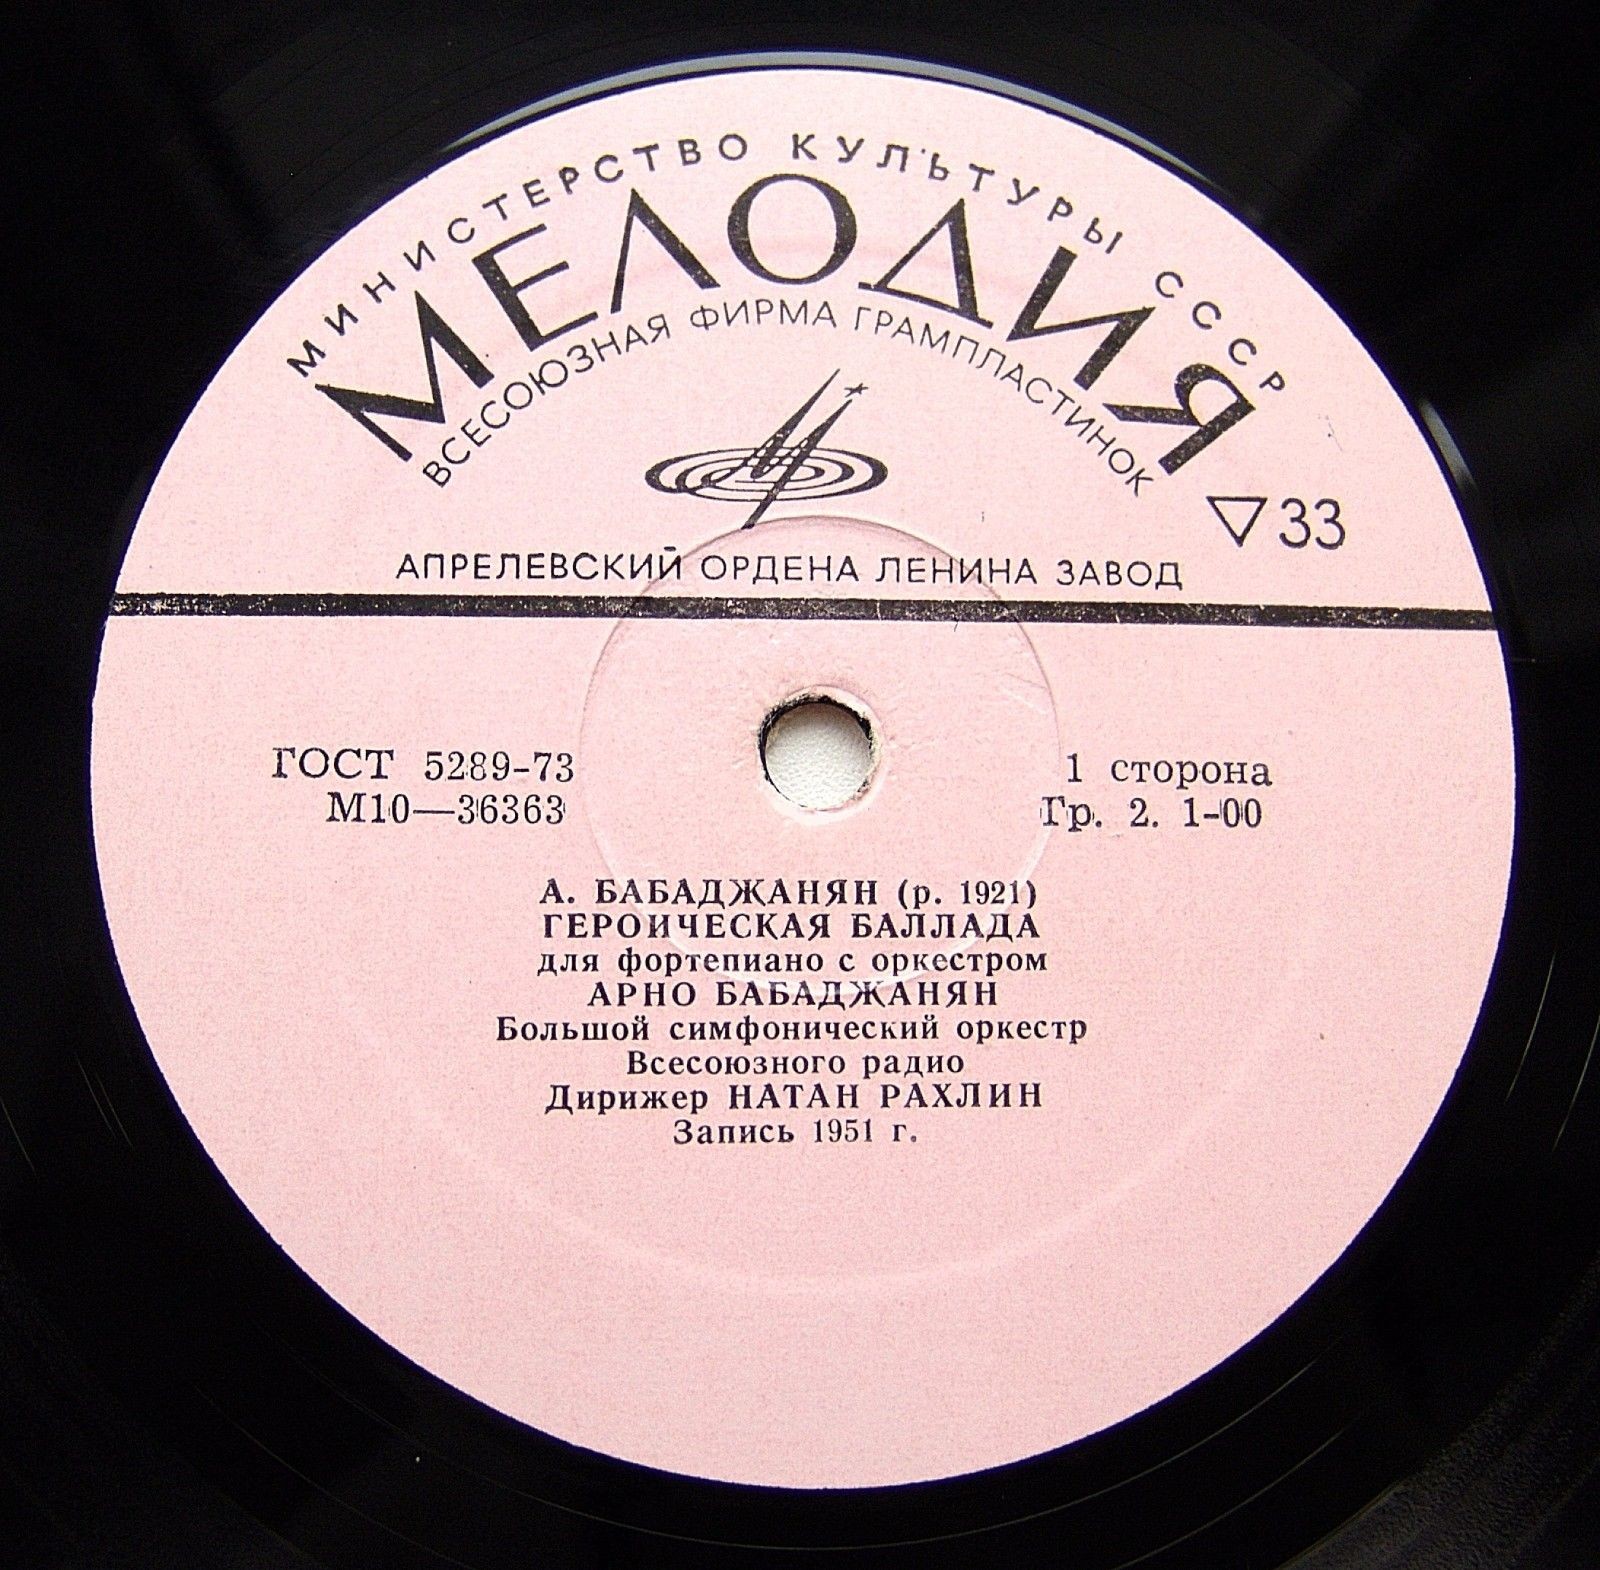 МИНИСТЕРСТВО КУЛЬТУРЫ СССР
МЕЛОДИЯ
ВСЕСОЮЗНАЯ ФИРМА ГРАМПЛАСТИНОК
▽33
АПРЕЛЕВСКИЙ ОРДЕНА ЛЕНИНА ЗАВОД
ГОСТ 5289-73
М10—36363
1 сторона
Гр. 2. 1-00
А. БАБАДЖАНЯН (р. 1921)
ГЕРОИЧЕСКАЯ БАЛЛАДА
для фортепиано с оркестром
АРНО БАБАДЖАНЯН
Большой симфонический оркестр
Всесоюзного радио
Дирижер НАТАН РАХЛИН
Запись 1951 г.